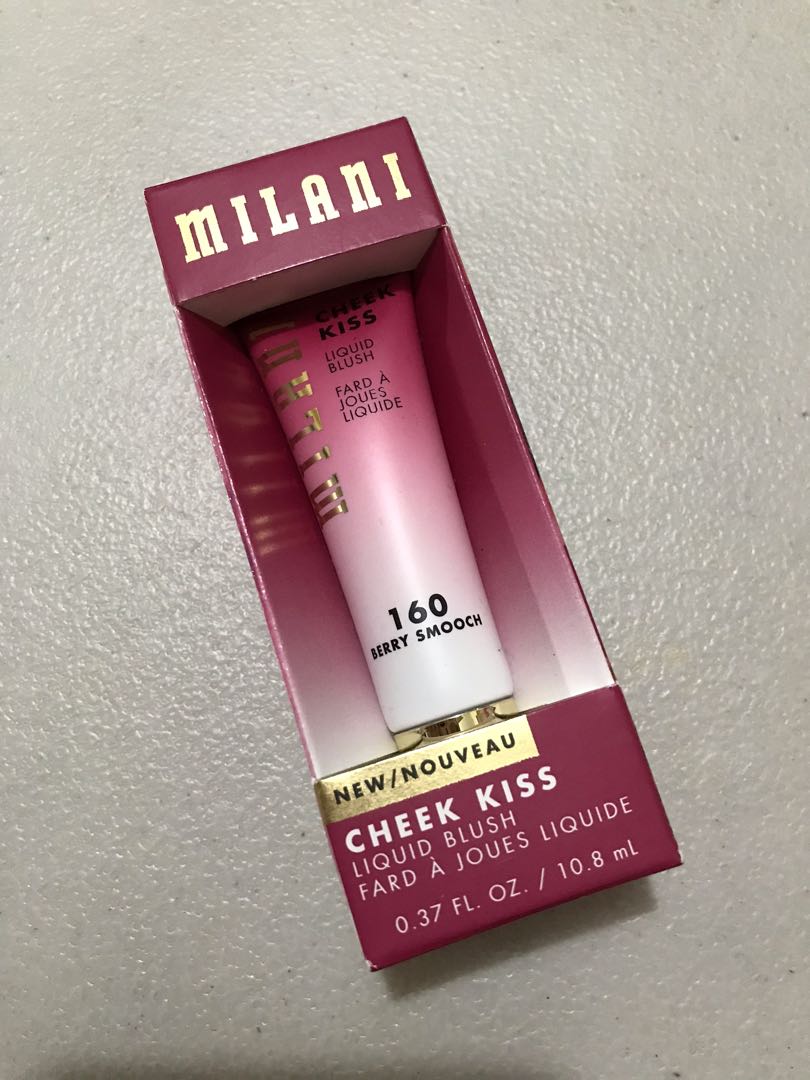 MILANI
CHEEK
KISS
LIQUID
BLUSH
FARD À
JOUES
LIQUIDE
MILANI
160
BERRY SMOOCH
NEW/NOUVEAU
CHEEK KISS
LIQUID BLUSH
FARD À JOUES LIQUIDE
0.37 FL. OZ. / 10.8 mL